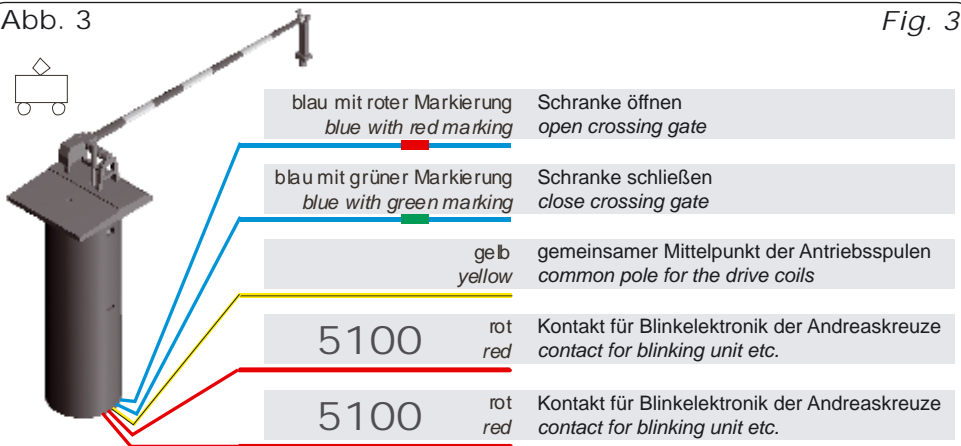 Abb. 3
Fig. 3
blau mit roter Markierung Schranke öffnen
blue with red marking open crossing gate
blau mit grüner Markierung Schranke schließen
blue with green marking close crossing gate
gelb gemeinsamer Mittelpunkt der Antriebsspulen
yellow common pole for the drive coils
5100 rot Kontakt für Blinkelektronik der Andreaskreuze
red contact for blinking unit etc.
5100 rot Kontakt für Blinkelektronik der Andreaskreuze
red contact for blinking unit etc.